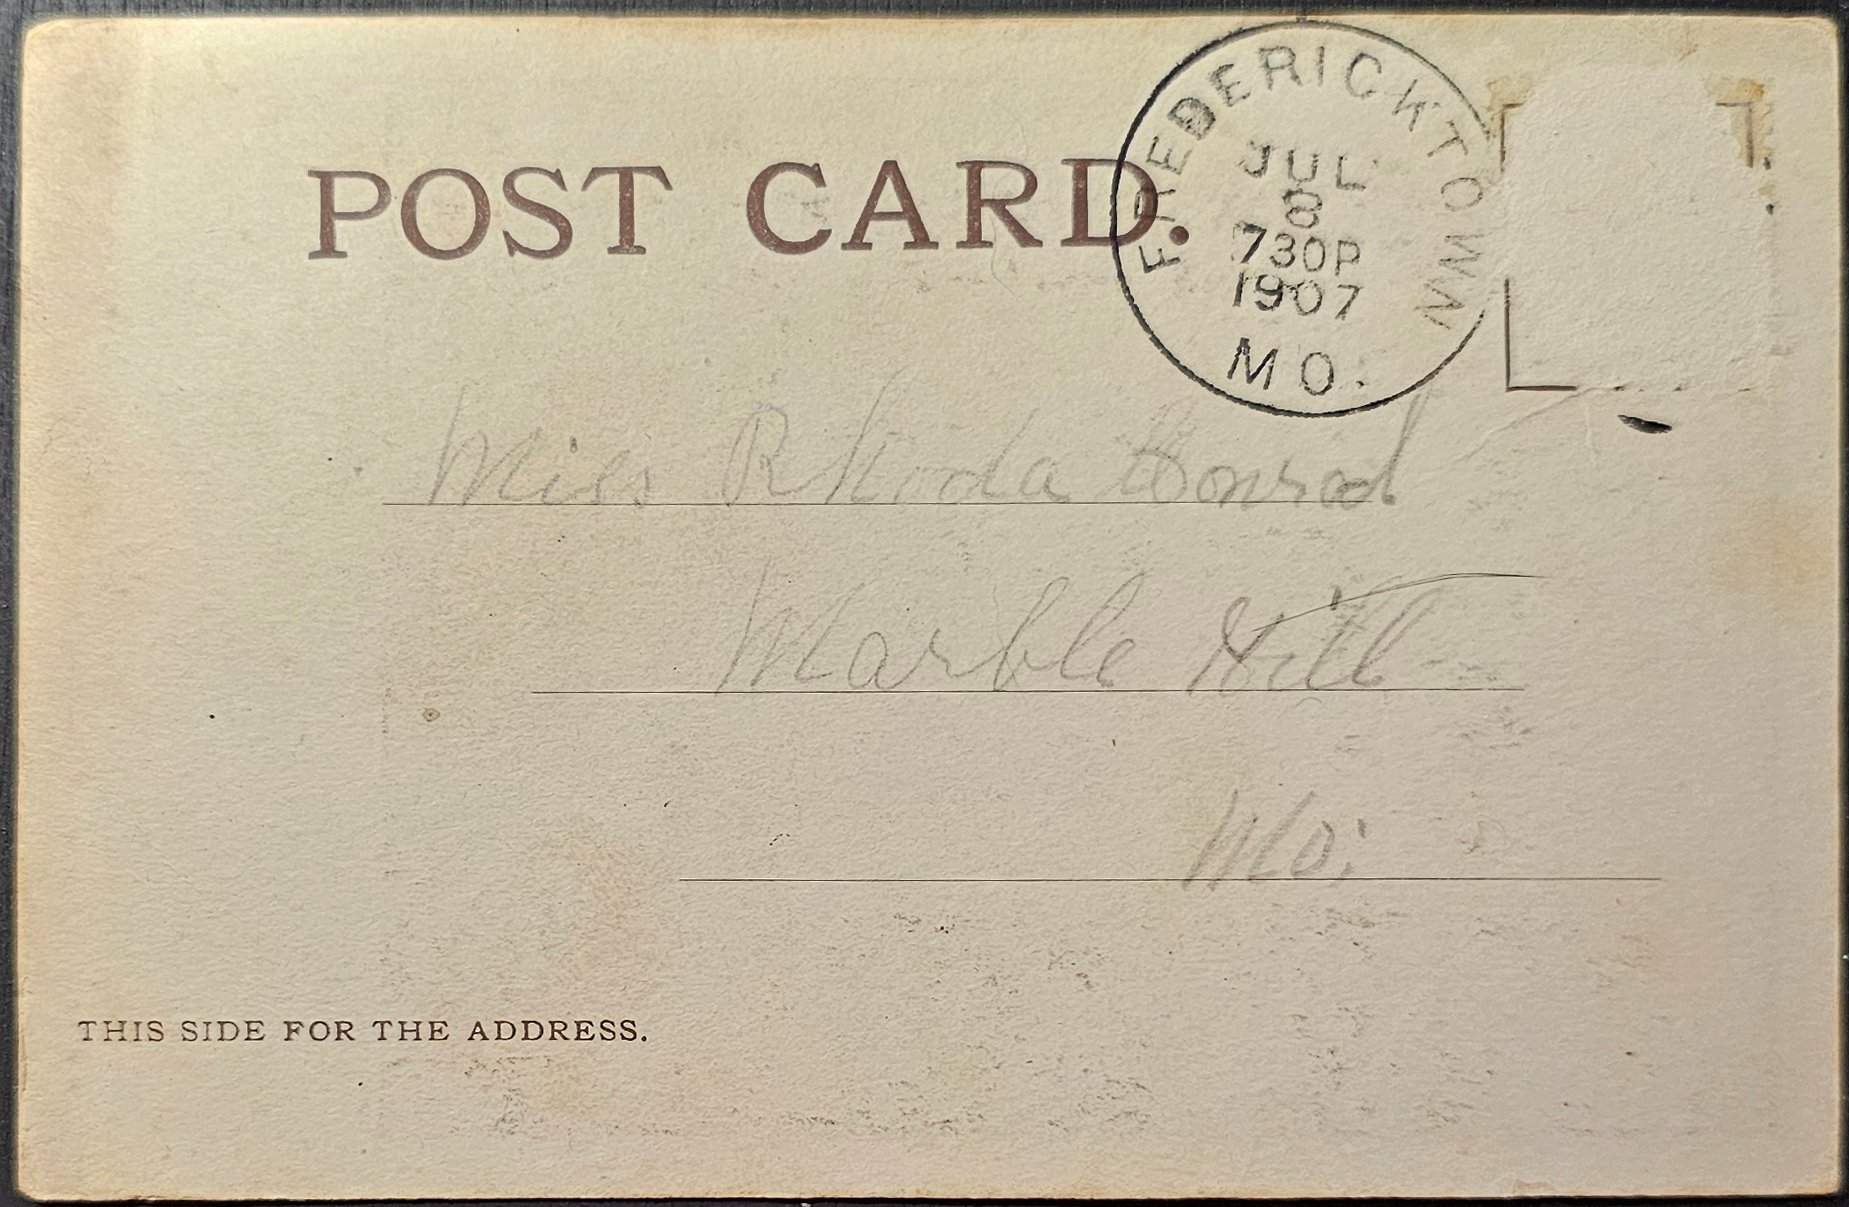 POST CARD.
FREDERICKTOWN
JUL
8
730P
1907
MO.
Miss Rhoda Conrad
Marble Hill
Mo.
THIS SIDE FOR THE ADDRESS.